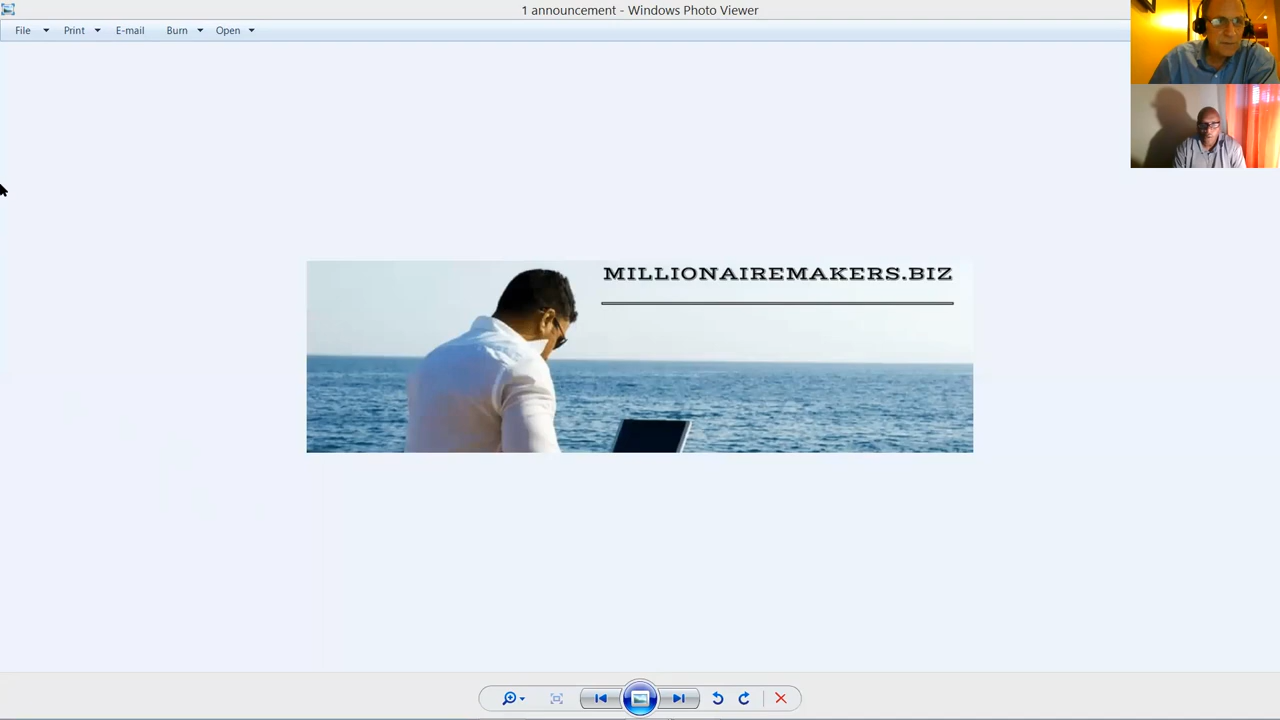 1 announcement - Windows Photo Viewer
File Print E-mail Burn Open
MILLIONAIREMAKERS.BIZ